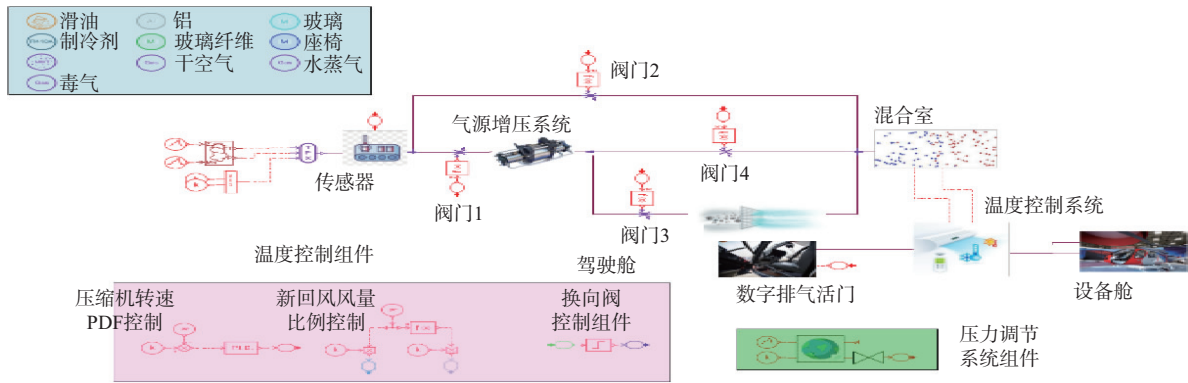 滑油 铝 玻璃
制冷剂 玻璃纤维 座椅
干空气 水蒸气
毒气
阀门2
气源增压系统
混合室
传感器
阀门1
阀门4
阀门3
温度控制系统
温度控制组件
驾驶舱
数字排气活门
设备舱
压缩机转速
PDF控制
新回风风量
比例控制
换向阀
控制组件
压力调节
系统组件